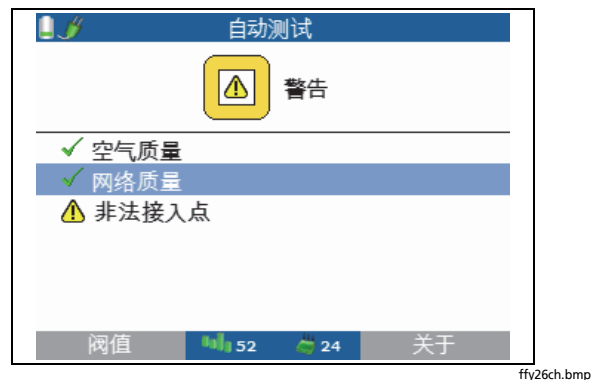 自动测试
警告
空气质量
网络质量
非法接入点
阀值 52 24 关于
ffy26ch.bmp